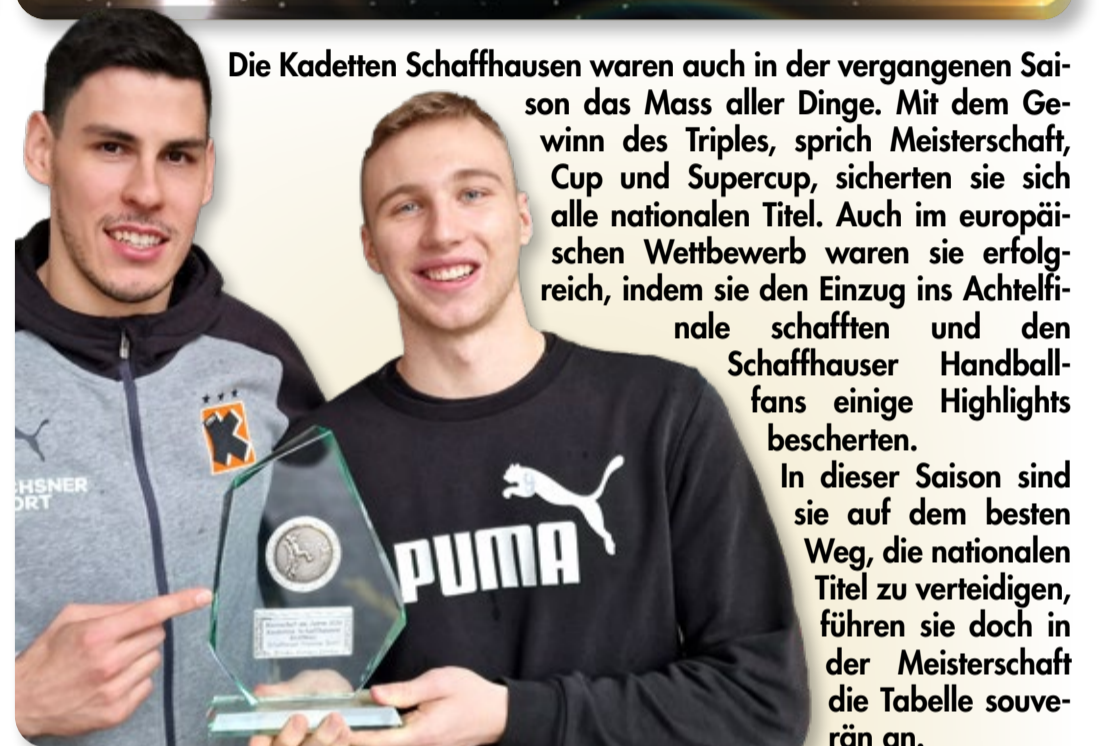 Die Kadetten Schaffhausen waren auch in der vergangenen Sai-
son das Mass aller Dinge. Mit dem Ge-
winn des Triples, sprich Meisterschaft,
Cup und Supercup, sicherten sie sich
alle nationalen Titel. Auch im europäi-
schen Wettbewerb waren sie erfolg-
reich, indem sie den Einzug ins Achtelfi-
nale schafften und den
Schaffhauser Handball-
fans einige Highlights
bescherten.
In dieser Saison sind
sie auf dem besten
Weg, die nationalen
Titel zu verteidigen,
führen sie doch in
der Meisterschaft
die Tabelle souve-
rän an.
K
CHSNER
ORT
PUMA
Kadetten Schaffhausen